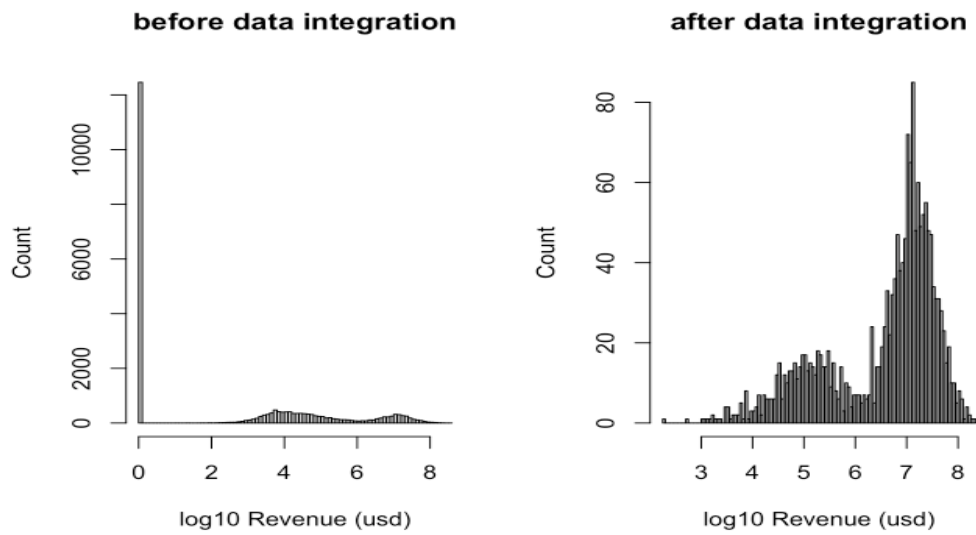 before data integration
Count
10000
6000
2000
0
0 2 4 6 8
log10 Revenue (usd)
after data integration
Count
80
60
40
20
0
3 4 5 6 7 8
log10 Revenue (usd)